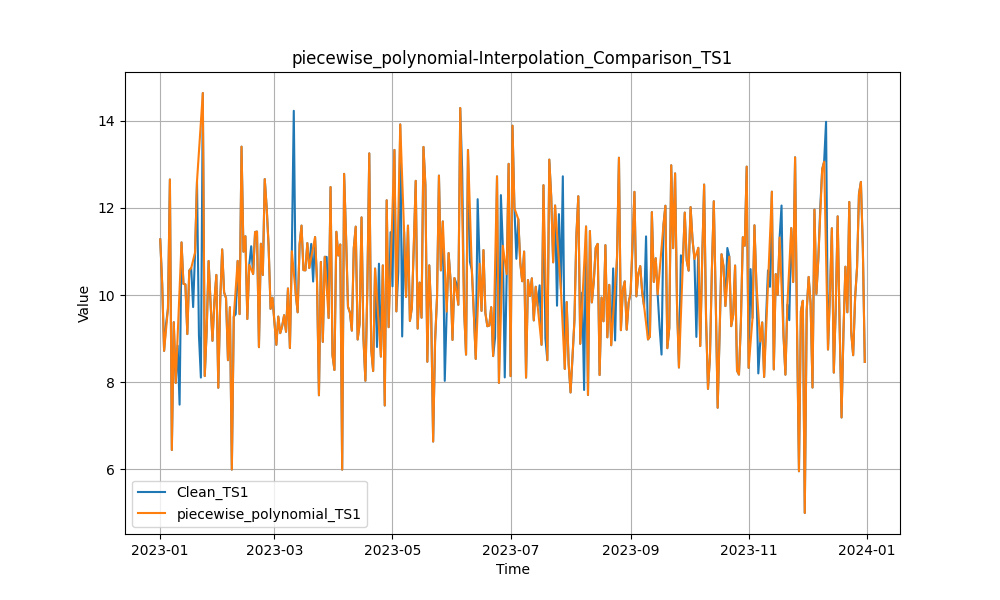 piecewise_polynomial-Interpolation_Comparison_TS1
Value
14
12
10
8
6
Clean_TS1
piecewise_polynomial_TS1
2023-01 2023-03 2023-05 2023-07 2023-09 2023-11 2024-01
Time